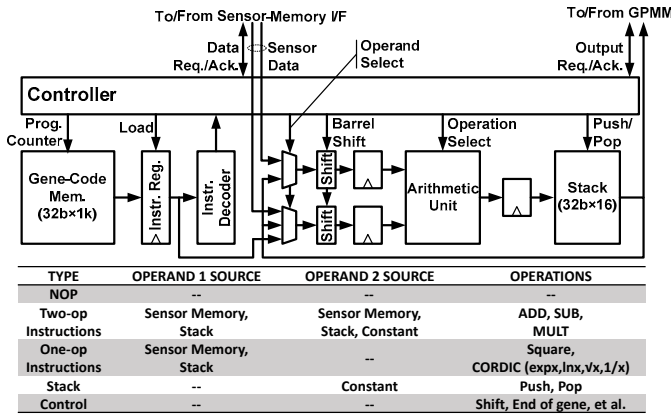 To/From Sensor-Memory I/F
To/From GPMM
Data
Req./Ack.
Sensor
Data
Operand
Select
Output
Req./Ack.
Controller
Prog.
Counter
Load
Barrel
Shift
Operation
Select
Push/
Pop
Gene-Code
Mem.
(32b×1k)
Instr. Reg.
Instr.
Decoder
Shift
Shift
Arithmetic
Unit
Stack
(32b×16)
TYPE OPERAND 1 SOURCE OPERAND 2 SOURCE OPERATIONS
NOP -- -- --
Two-op Sensor Memory, Sensor Memory, ADD, SUB,
Instructions Stack Stack, Constant MULT
One-op Sensor Memory, -- Square,
Instructions Stack CORDIC (expx,lnx,√x,1/x)
Stack -- Constant Push, Pop
Control -- -- Shift, End of gene, et al.